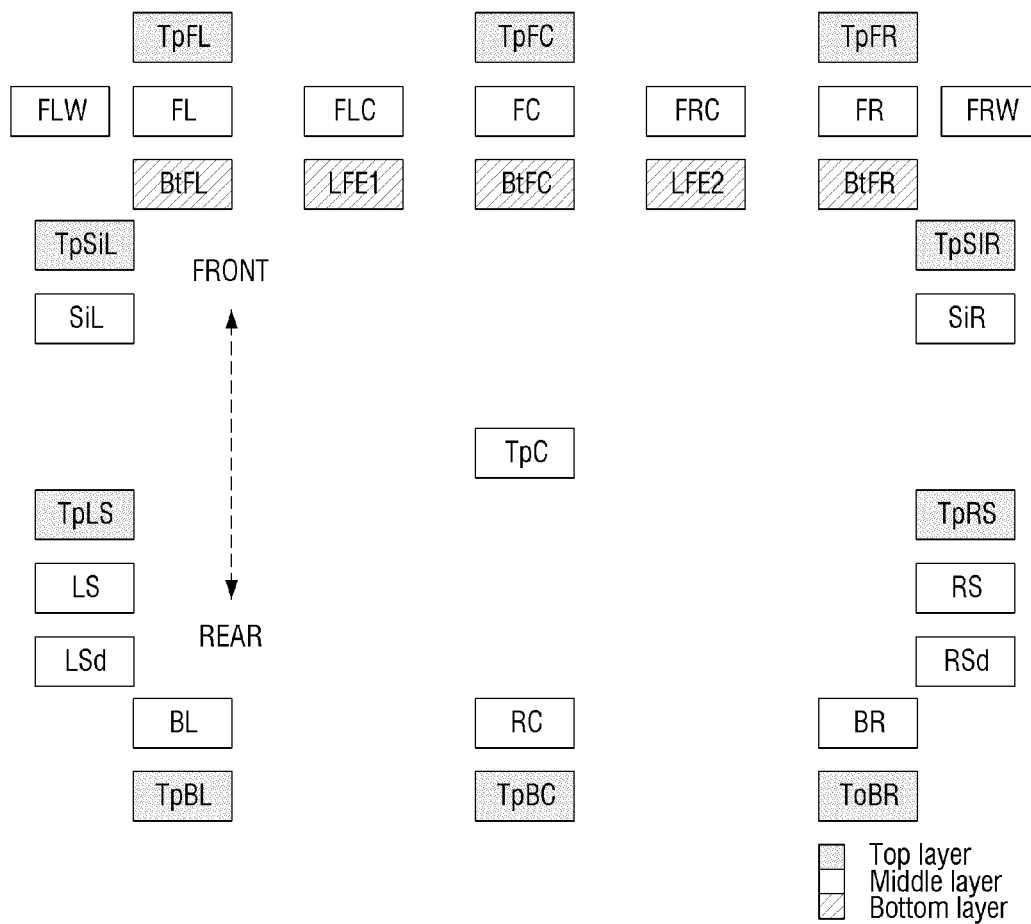 TpFL TpFC TpFR
FLW FL FLC FC FRC FR FRW
BtFL LFE1 BtFC LFE2 BtFR
TpSiL TpSIR
FRONT
SiL SiR
TpC
TpLS TpRS
LS RS
REAR
LSd RSd
BL RC BR
TpBL TpBC ToBR
Top layer
Middle layer
Bottom layer